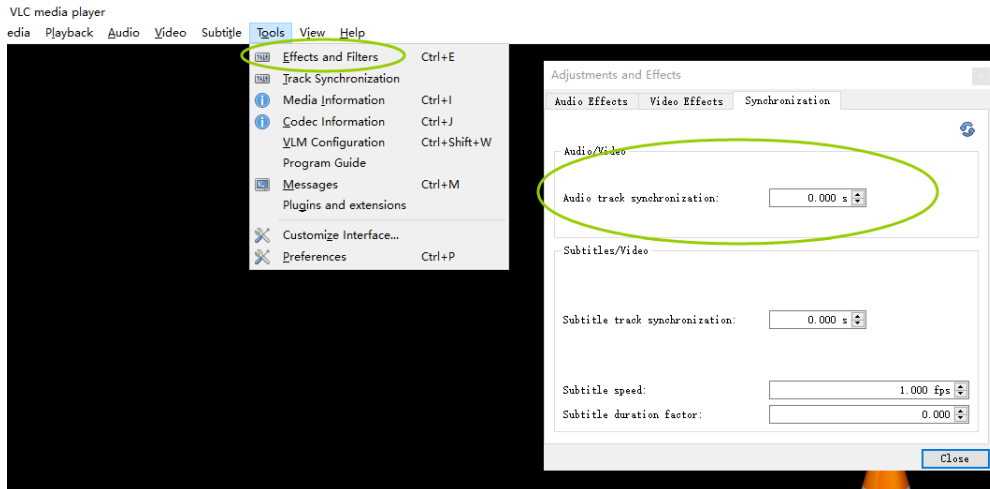 VLC media player
edia Playback Audio Video Subtitle Tools View Help
Effects and Filters Ctrl+E
Track Synchronization
Media Information Ctrl+I
Codec Information Ctrl+J
VLM Configuration Ctrl+Shift+W
Program Guide
Messages Ctrl+M
Plugins and extensions
Customize Interface...
Preferences Ctrl+P
Adjustments and Effects
Audio Effects Video Effects Synchronization
Audio/Video
Audio track synchronization: 0.000 s
Subtitles/Video
Subtitle track synchronization: 0.000 s
Subtitle speed: 1.000 fps
Subtitle duration factor: 0.000
Close